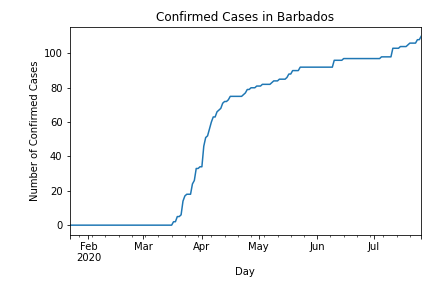 Confirmed Cases in Barbados
Number of Confirmed Cases
100
80
60
40
20
0
Feb Mar Apr May Jun Jul
2020
Day